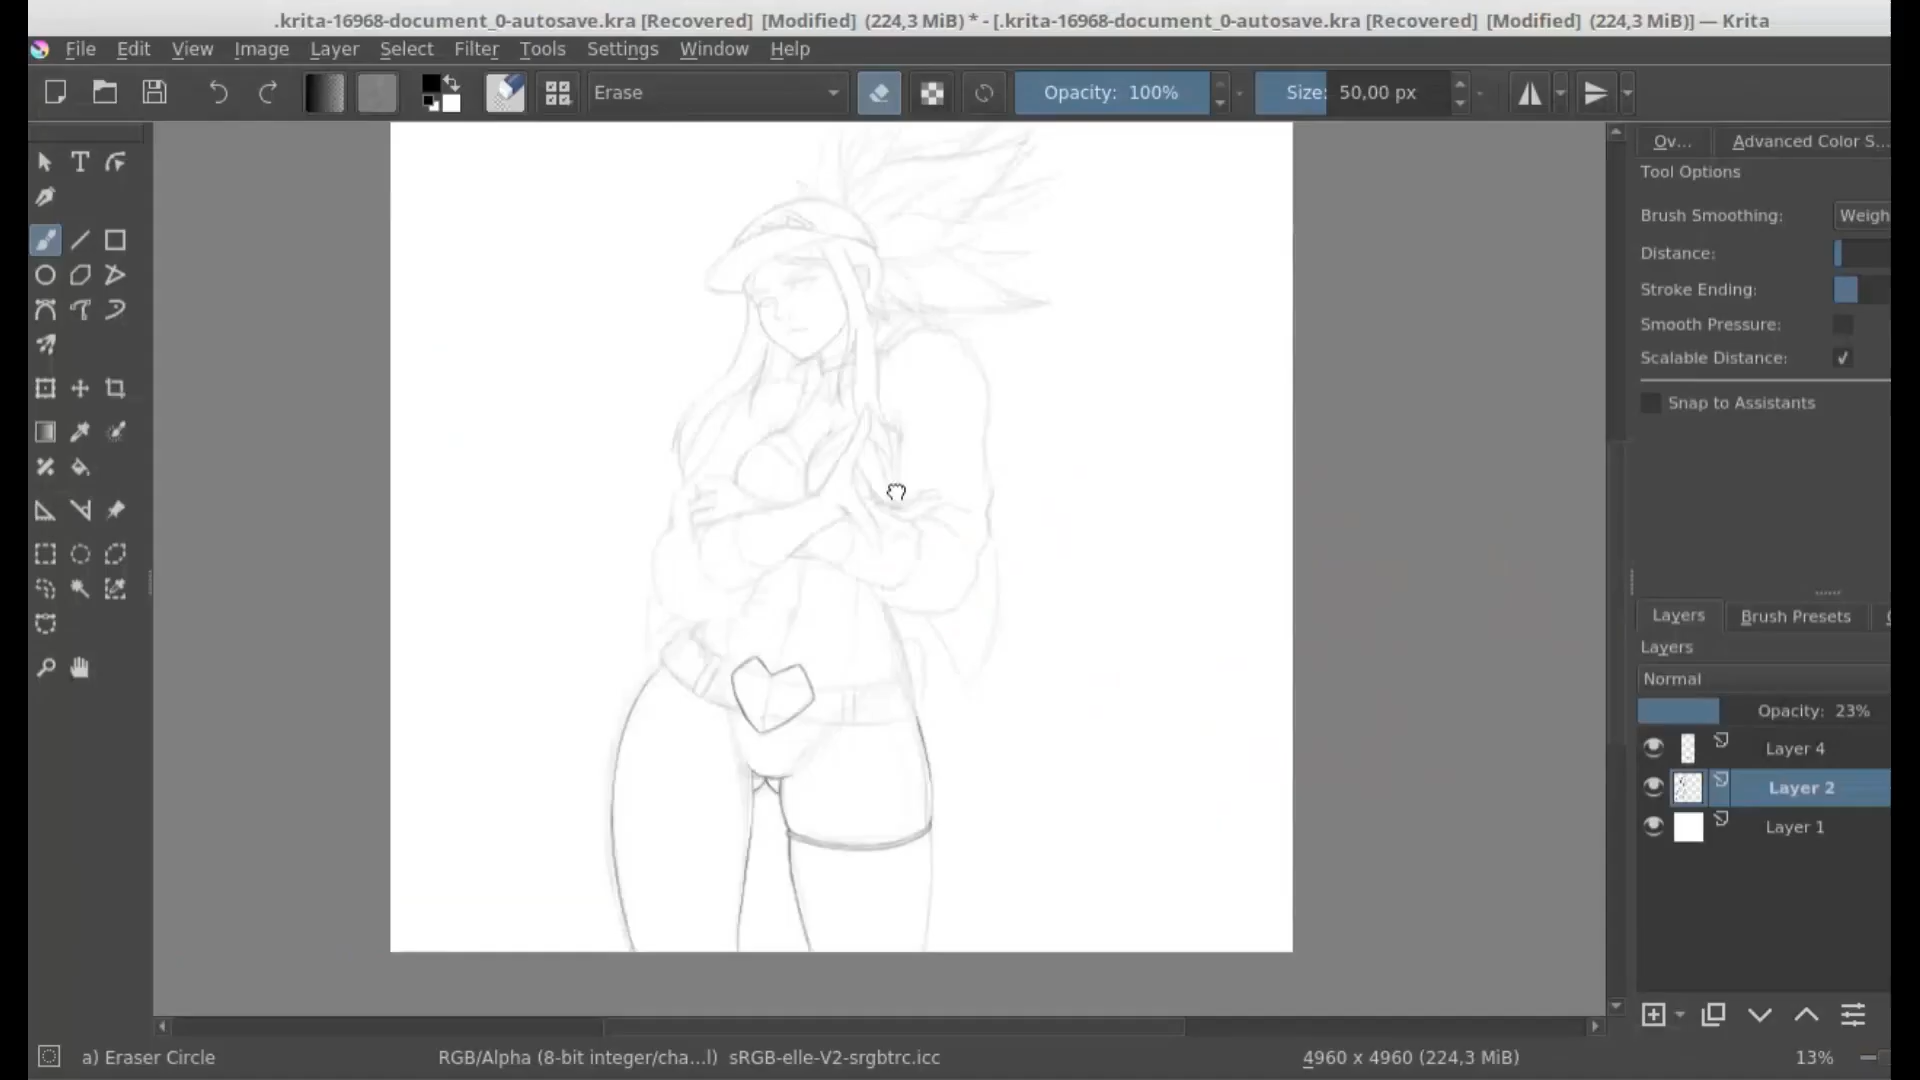 .krita-16968-document_0-autosave.kra [Recovered] [Modified] (224,3 MiB) * - [.krita-16968-document_0-autosave.kra [Recovered] [Modified] (224,3 MiB)] — Krita
File Edit View Image Layer Select Filter Tools Settings Window Help
Erase Opacity: 100% Size: 50,00 px
Ov... Advanced Color S...
Tool Options
Brush Smoothing: Weigh
Distance:
Stroke Ending:
Smooth Pressure:
Scalable Distance:
Snap to Assistants
Layers Brush Presets
Layers
Normal
Opacity: 23%
Layer 4
Layer 2
Layer 1
a) Eraser Circle RGB/Alpha (8-bit integer/cha...l) sRGB-elle-V2-srgbtrc.icc 4960 x 4960 (224,3 MiB) 13%